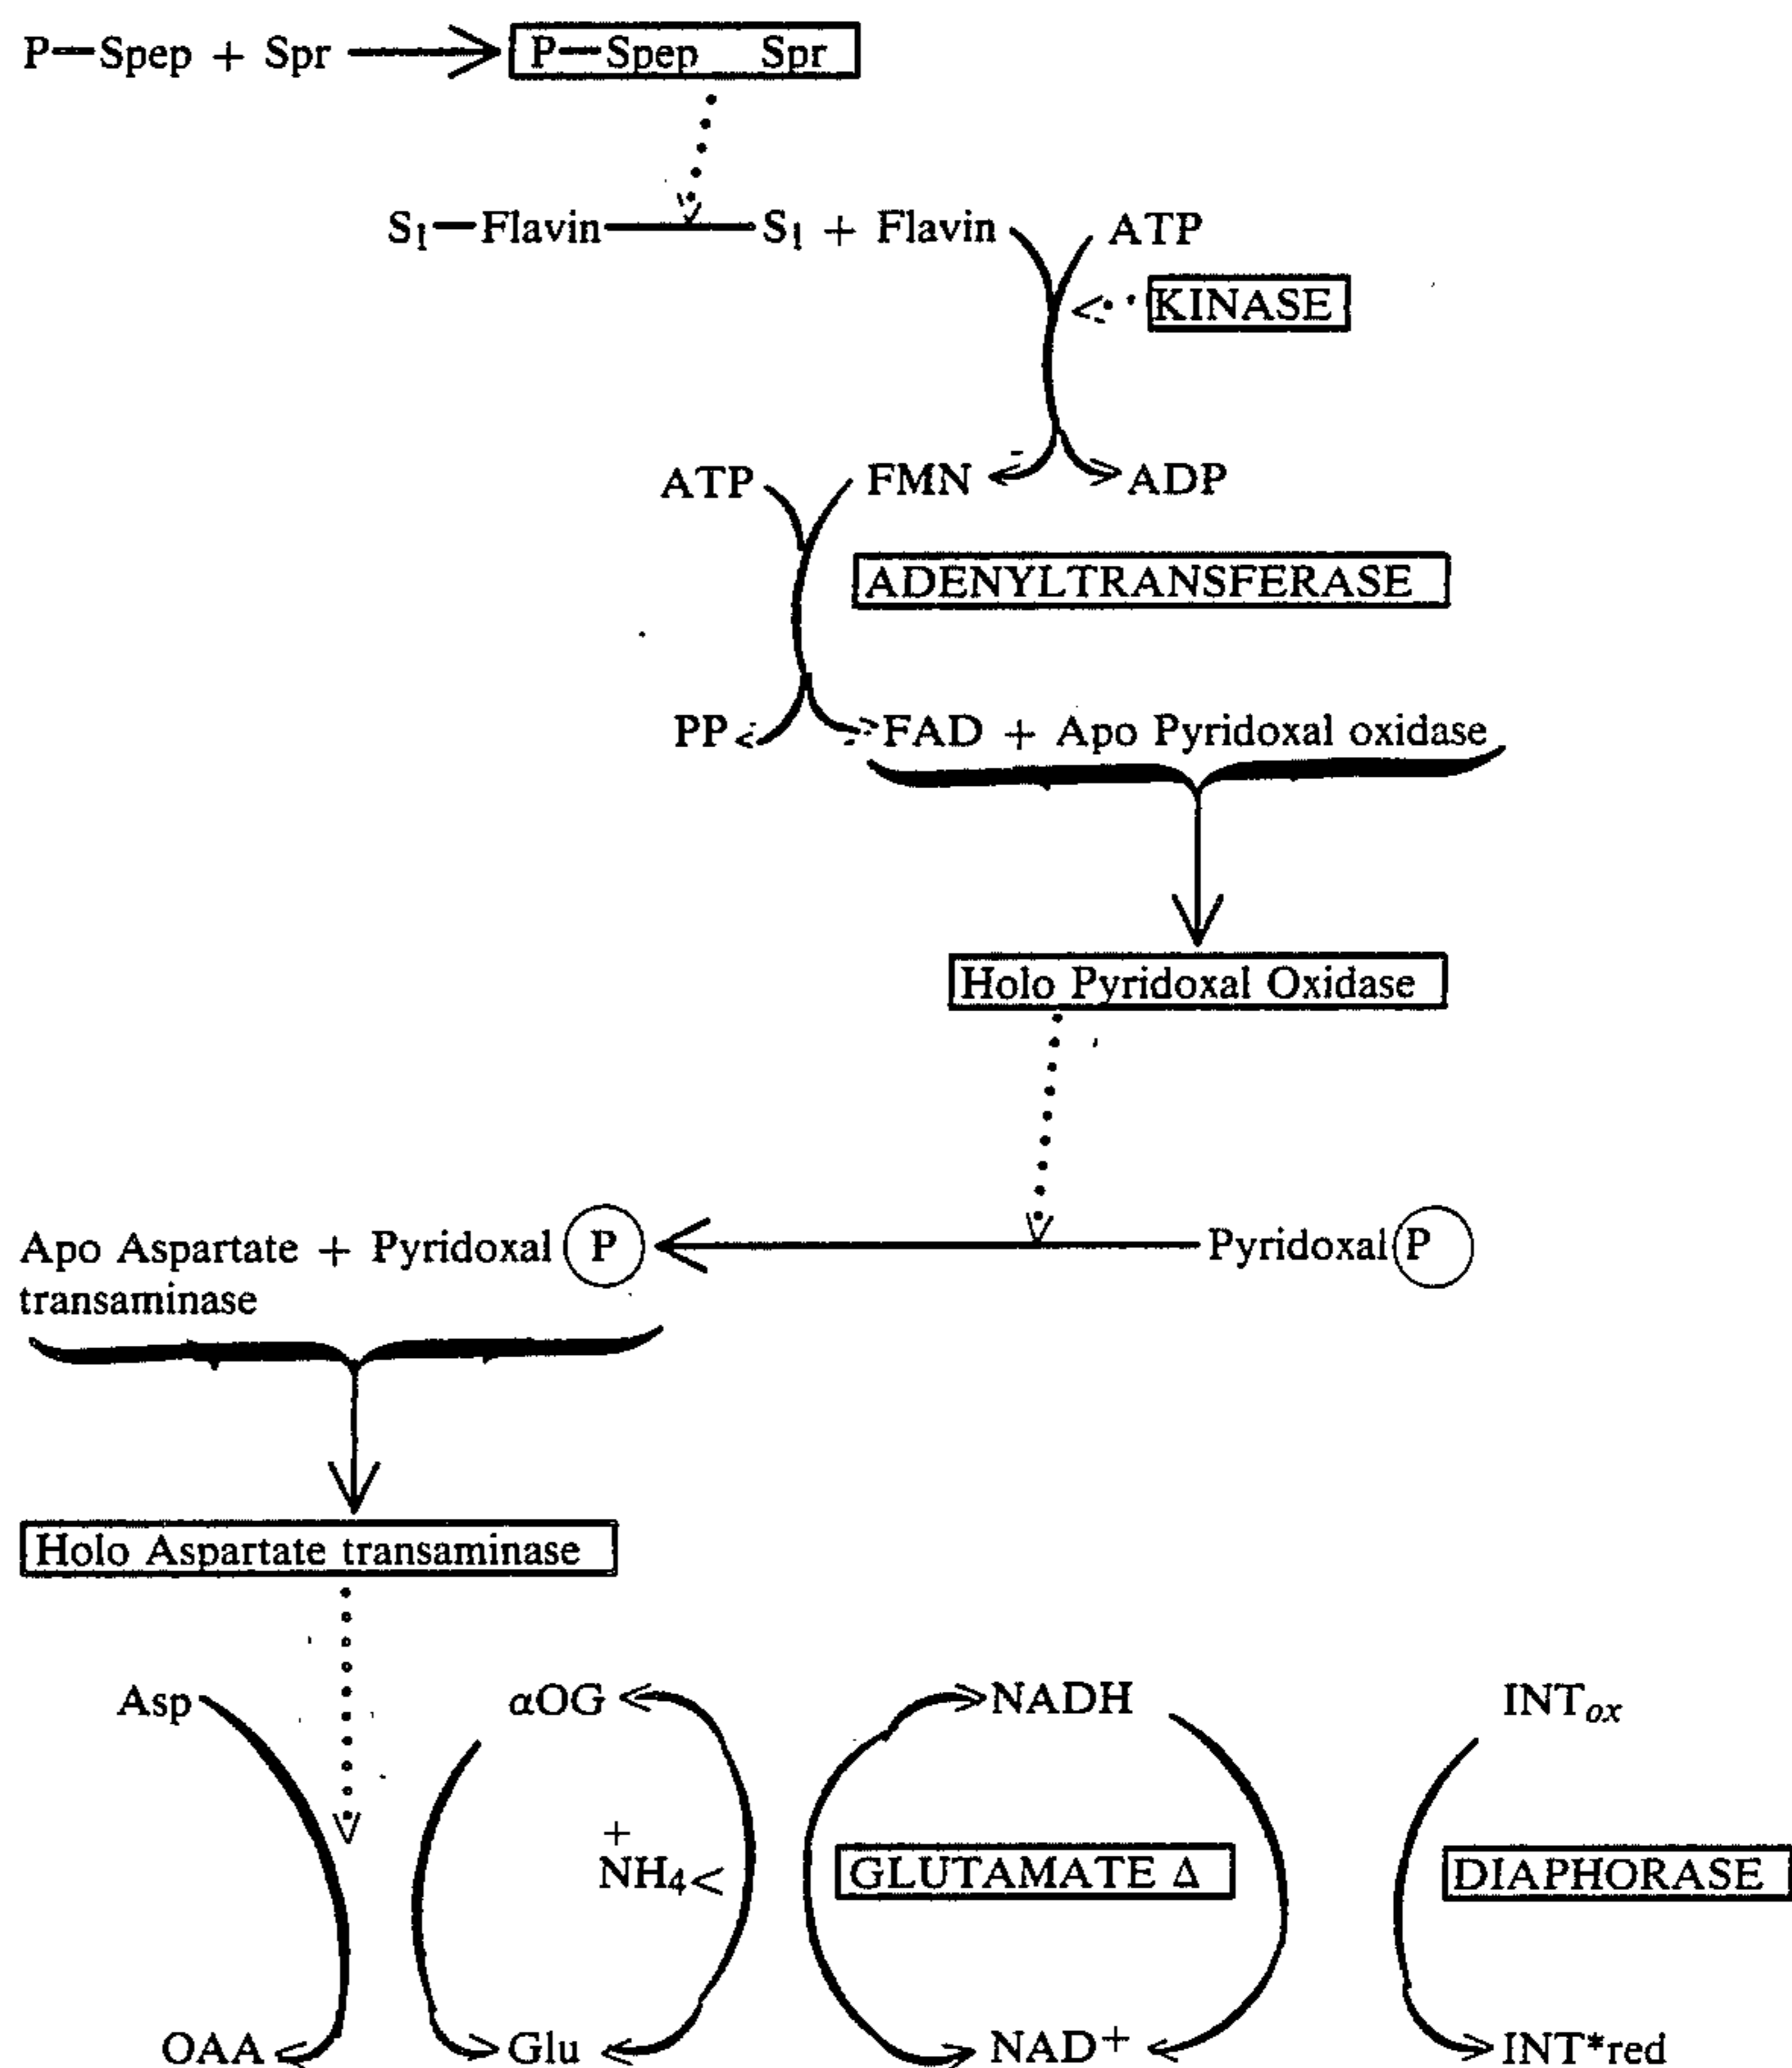 P—Spep + Spr P—Spep Spr
S1—Flavin S1 + Flavin ATP
KINASE
ATP FMN ADP
ADENYLTRANSFERASE
PP FAD + Apo Pyridoxal oxidase
Holo Pyridoxal Oxidase
Apo Aspartate + Pyridoxal P Pyridoxal P
transaminase
Holo Aspartate transaminase
Asp αOG NADH INTox
+
NH4 GLUTAMATE Δ DIAPHORASE
OAA Glu NAD+ INT*red